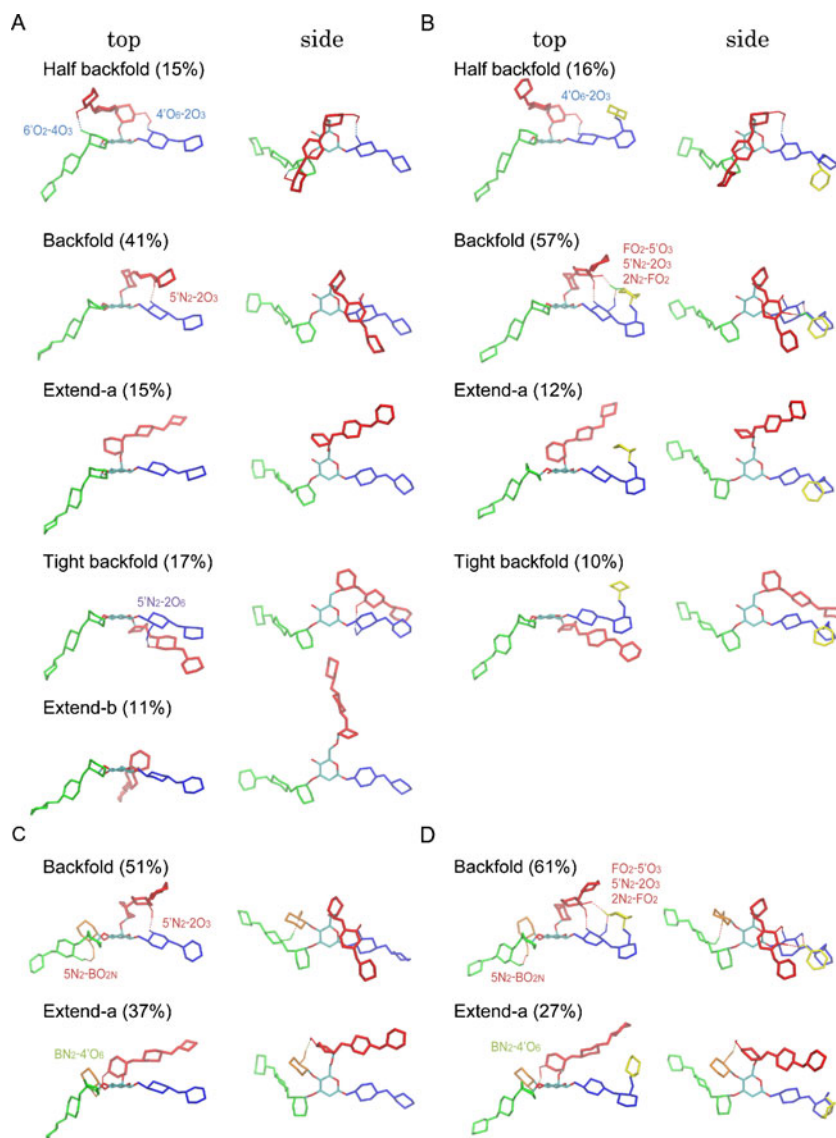 A
top
side
Half backfold (15%)
6'O2-4O3
4'O6-2O3
Backfold (41%)
5'N2-2O3
Extend-a (15%)
Tight backfold (17%)
5'N2-2O6
Extend-b (11%)
B
top
side
Half backfold (16%)
4'O6-2O3
Backfold (57%)
FO2-5'O3
5'N2-2O3
2N2-FO2
Extend-a (12%)
Tight backfold (10%)
C
Backfold (51%)
5'N2-2O3
5N2-BO2N
Extend-a (37%)
BN2-4'O6
D
Backfold (61%)
FO2-5'O3
5'N2-2O3
2N2-FO2
5N2-BO2N
Extend-a (27%)
BN2-4'O6